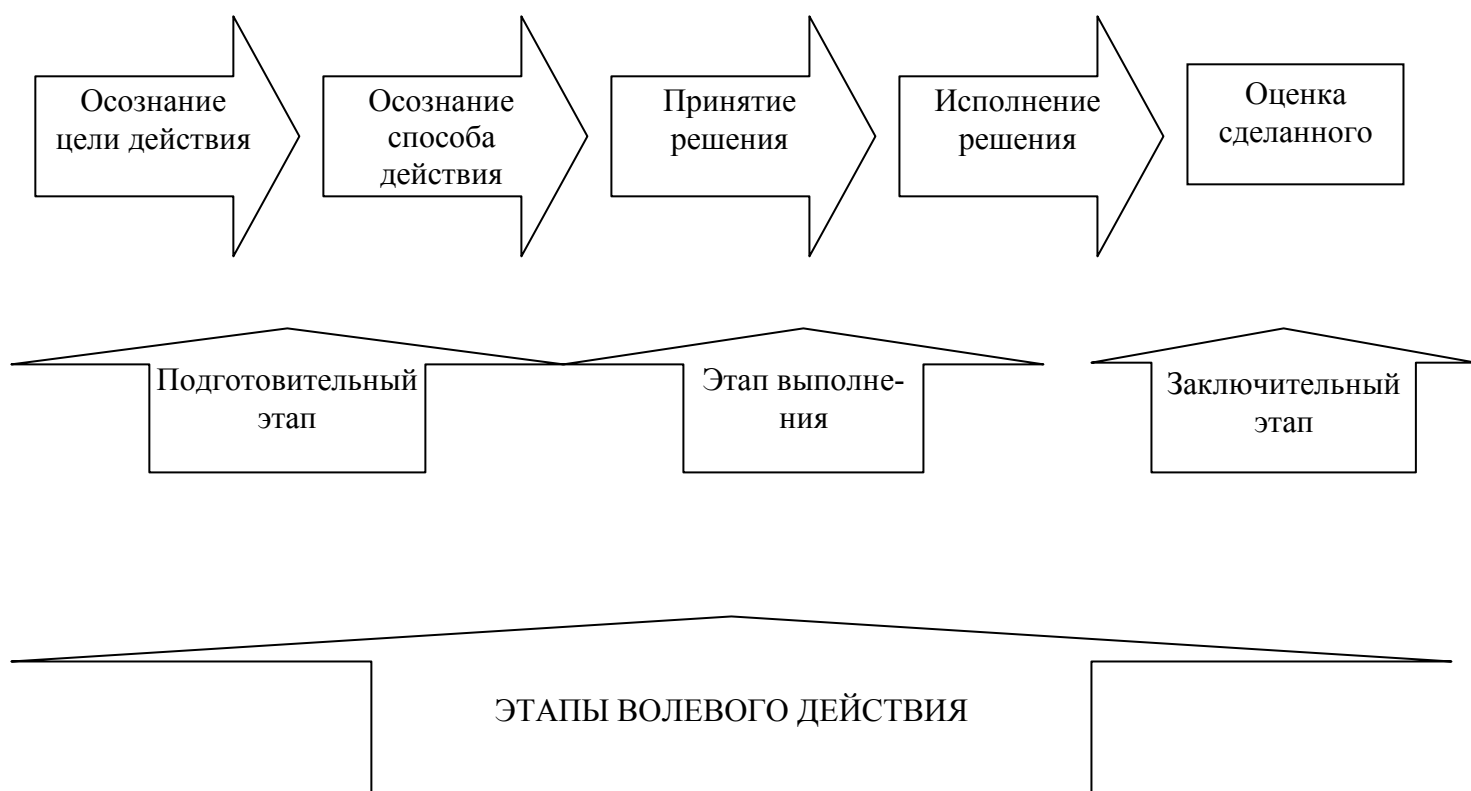 Осознание
цели действия
Осознание
способа
действия
Принятие
решения
Исполнение
решения
Оценка
сделанного
Подготовительный
этап
Этап выполне-
ния
Заключительный
этап
ЭТАПЫ ВОЛЕВОГО ДЕЙСТВИЯ